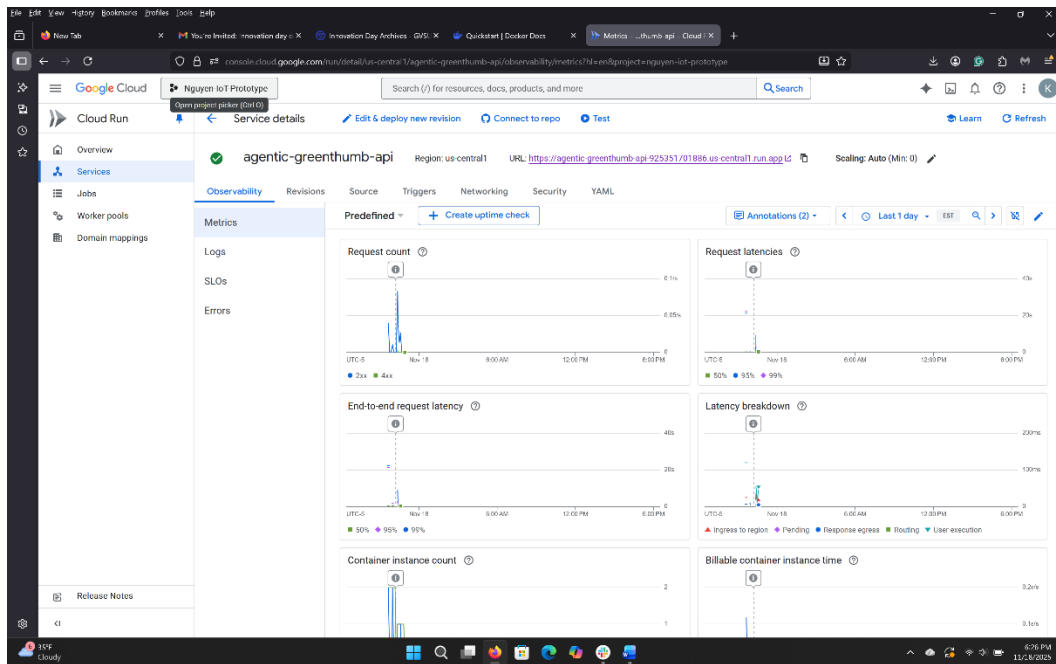 File Edit View History Bookmarks Profiles Tools Help
New Tab
You're Invited: Innovation day
Innovation Day Archives - GVSU
Quickstart | Docker Docs
Metrics - ...thumb-api - Cloud
console.cloud.google.com/run/detail/us-central1/agentic-greenthumb-api/observability/metrics?hl=en&project=nguyen-iot-prototype
Google Cloud
Nguyen IoT Prototype
Search (/) for resources, docs, products, and more
Search
K
Open project picker (Ctrl O)
Cloud Run
Service details
Edit & deploy new revision
Connect to repo
Test
Learn
Refresh
Overview
Services
Jobs
Worker pools
Domain mappings
Release Notes
agentic-greenthumb-api
Region: us-central1
URL: https://agentic-greenthumb-api-925351701886.us-central1.run.app
Scaling: Auto (Min: 0)
Observability
Revisions
Source
Triggers
Networking
Security
YAML
Metrics
Logs
SLOs
Errors
Predefined
+ Create uptime check
Annotations (2)
Last 1 day
EST
Request count
0.1/s
0.05/s
0
UTC-5 Nov 18 6:00 AM 12:00 PM 6:00 PM
2xx 4xx
Request latencies
40s
20s
0
UTC-5 Nov 18 6:00 AM 12:00 PM 6:00 PM
50% 95% 99%
End-to-end request latency
40s
20s
0
UTC-5 Nov 18 6:00 AM 12:00 PM 6:00 PM
50% 95% 99%
Latency breakdown
200ms
100ms
0
UTC-5 Nov 18 6:00 AM 12:00 PM 6:00 PM
Ingress to region Pending Response egress Routing User execution
Container instance count
2
1
Billable container instance time
0.2s/s
0.1s/s
35°F
Cloudy
6:26 PM
11/18/2025